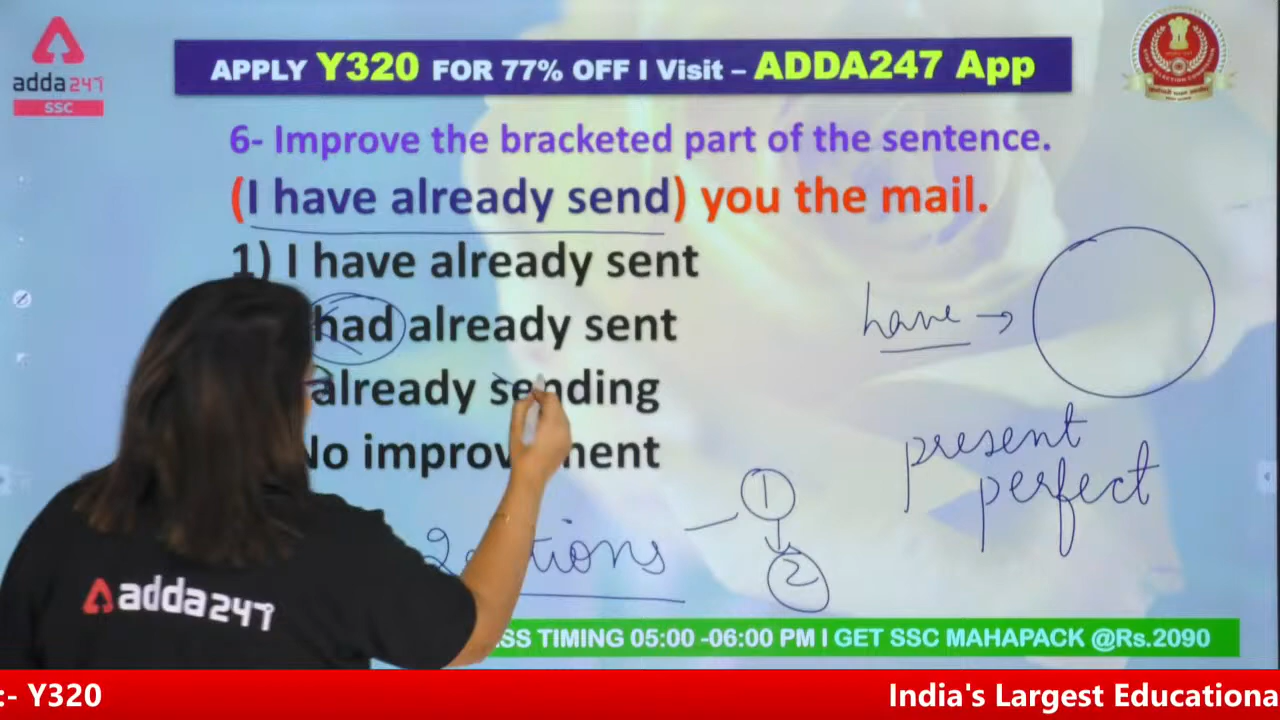 adda247
SSC
APPLY Y320 FOR 77% OFF I Visit – ADDA247 App
6- Improve the bracketed part of the sentence.
(I have already send) you the mail.
1) I have already sent
had already sent
already sending
No improvement
have →
present
perfect
1
2
SS TIMING 05:00 -06:00 PM I GET SSC MAHAPACK @Rs.2090
adda247
:- Y320
India's Largest Educationa